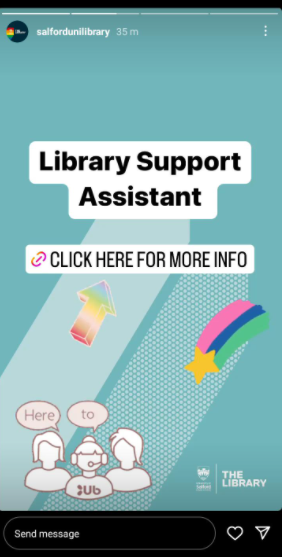 salfordunilibrary 35 m
Library Support
Assistant
CLICK HERE FOR MORE INFO
Here
to
:Ub
THE
LIBRARY
Send message